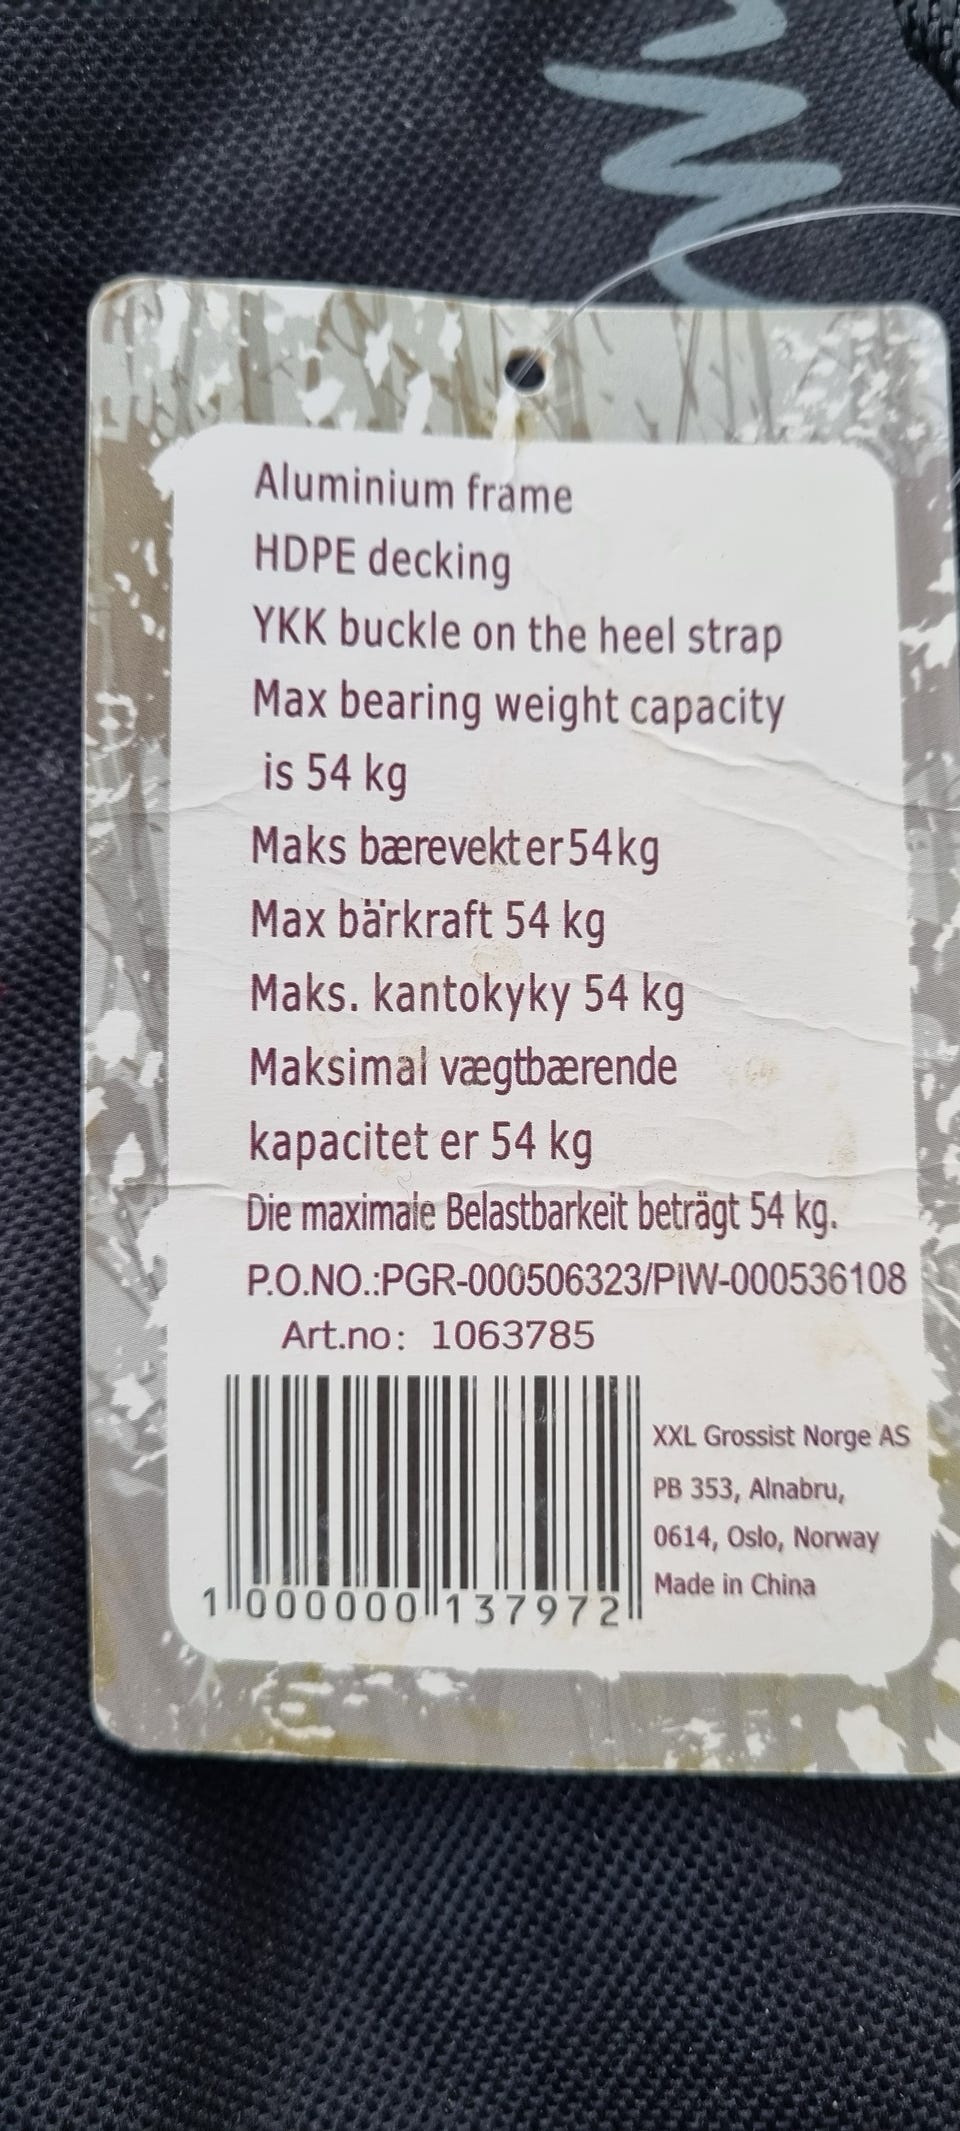 Aluminium frame
HDPE decking
YKK buckle on the heel strap
Max bearing weight capacity
is 54 kg
Maks bærevekt er 54 kg
Max bärkraft 54 kg
Maks. kantokyky 54 kg
Maksimal vægtbærende
kapacitet er 54 kg
Die maximale Belastbarkeit beträgt 54 kg.
P.O.NO.:PGR-000506323/PIW-000536108
Art.no: 1063785
1 000000 137972
XXL Grossist Norge AS
PB 353, Alnabru,
0614, Oslo, Norway
Made in China